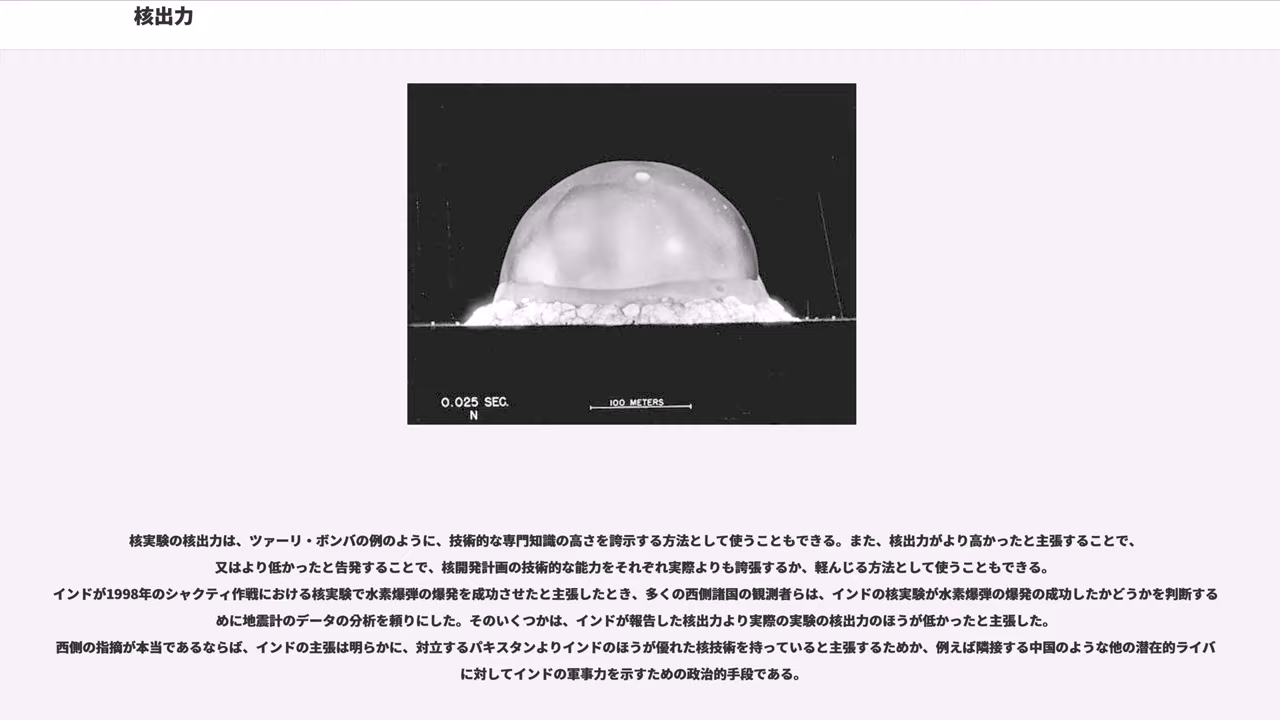 核出力
0.025 SEC.
N
100 METERS
核実験の核出力は、ツァーリ・ボンバの例のように、技術的な専門知識の高さを誇示する方法として使うこともできる。また、核出力がより高かったと主張することで、
又はより低かったと告発することで、核開発計画の技術的な能力をそれぞれ実際よりも誇張するか、軽んじる方法として使うこともできる。
インドが1998年のシャクティ作戦における核実験で水素爆弾の爆発を成功させたと主張したとき、多くの西側諸国の観測者らは、インドの核実験が水素爆弾の爆発の成功したかどうかを判断する
めに地震計のデータの分析を頼りにした。そのいくつかは、インドが報告した核出力より実際の実験の核出力のほうが低かったと主張した。
西側の指摘が本当であるならば、インドの主張は明らかに、対立するパキスタンよりインドのほうが優れた核技術を持っていると主張するためか、例えば隣接する中国のような他の潜在的ライバ
に対してインドの軍事力を示すための政治的手段である。